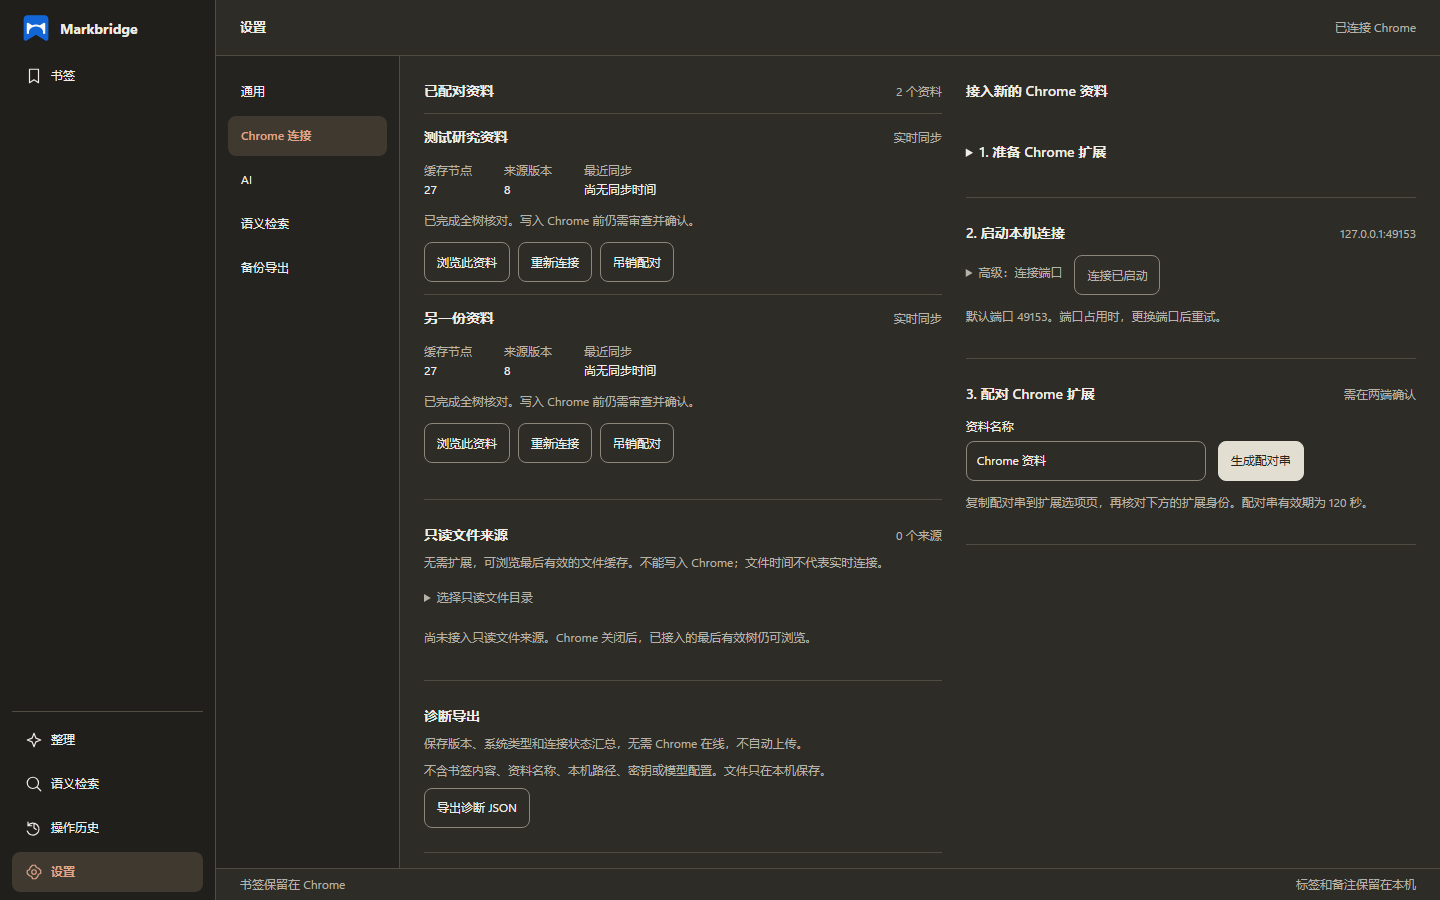 Markbridge
书签
整理
语义检索
操作历史
设置
设置
已连接 Chrome
通用
Chrome 连接
AI
语义检索
备份导出
已配对资料
2 个资料
测试研究资料
实时同步
缓存节点 来源版本 最近同步
27 8 尚无同步时间
已完成全树核对。写入 Chrome 前仍需审查并确认。
浏览此资料 重新连接 吊销配对
另一份资料
实时同步
缓存节点 来源版本 最近同步
27 8 尚无同步时间
已完成全树核对。写入 Chrome 前仍需审查并确认。
浏览此资料 重新连接 吊销配对
只读文件来源
0 个来源
无需扩展，可浏览最后有效的文件缓存。不能写入 Chrome；文件时间不代表实时连接。
选择只读文件目录
尚未接入只读文件来源。Chrome 关闭后，已接入的最后有效树仍可浏览。
诊断导出
保存版本、系统类型和连接状态汇总，无需 Chrome 在线，不自动上传。
不含书签内容、资料名称、本机路径、密钥或模型配置。文件只在本机保存。
导出诊断 JSON
接入新的 Chrome 资料
1. 准备 Chrome 扩展
2. 启动本机连接
127.0.0.1:49153
高级：连接端口 连接已启动
默认端口 49153。端口占用时，更换端口后重试。
3. 配对 Chrome 扩展
需在两端确认
资料名称
Chrome 资料 生成配对串
复制配对串到扩展选项页，再核对下方的扩展身份。配对串有效期为 120 秒。
书签保留在 Chrome
标签和备注保留在本机